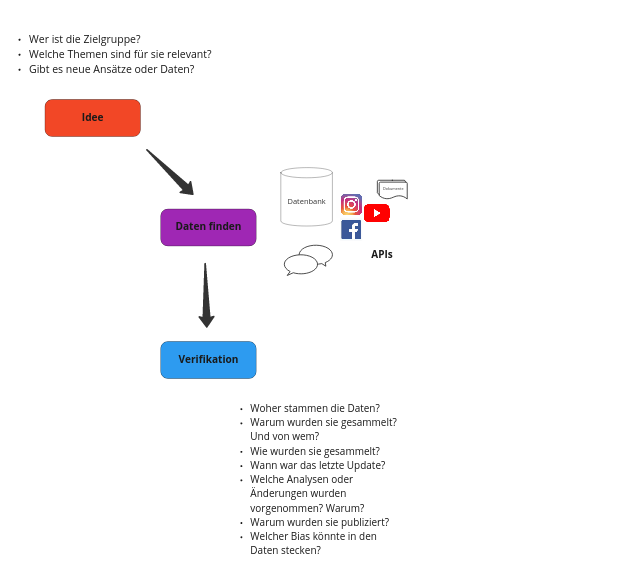 • Wer ist die Zielgruppe?
• Welche Themen sind für sie relevant?
• Gibt es neue Ansätze oder Daten?
Idee
Daten finden
Datenbank
Dokumente
APIs
Verifikation
• Woher stammen die Daten?
• Warum wurden sie gesammelt?
Und von wem?
• Wie wurden sie gesammelt?
• Wann war das letzte Update?
• Welche Analysen oder
Änderungen wurden
vorgenommen? Warum?
• Warum wurden sie publiziert?
• Welcher Bias könnte in den
Daten stecken?